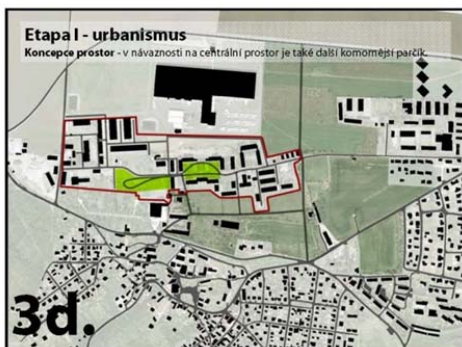 Etapa I - urbanismus
Koncepce prostor - v návaznosti na centrální prostor je také další komornější parčík.
3d.